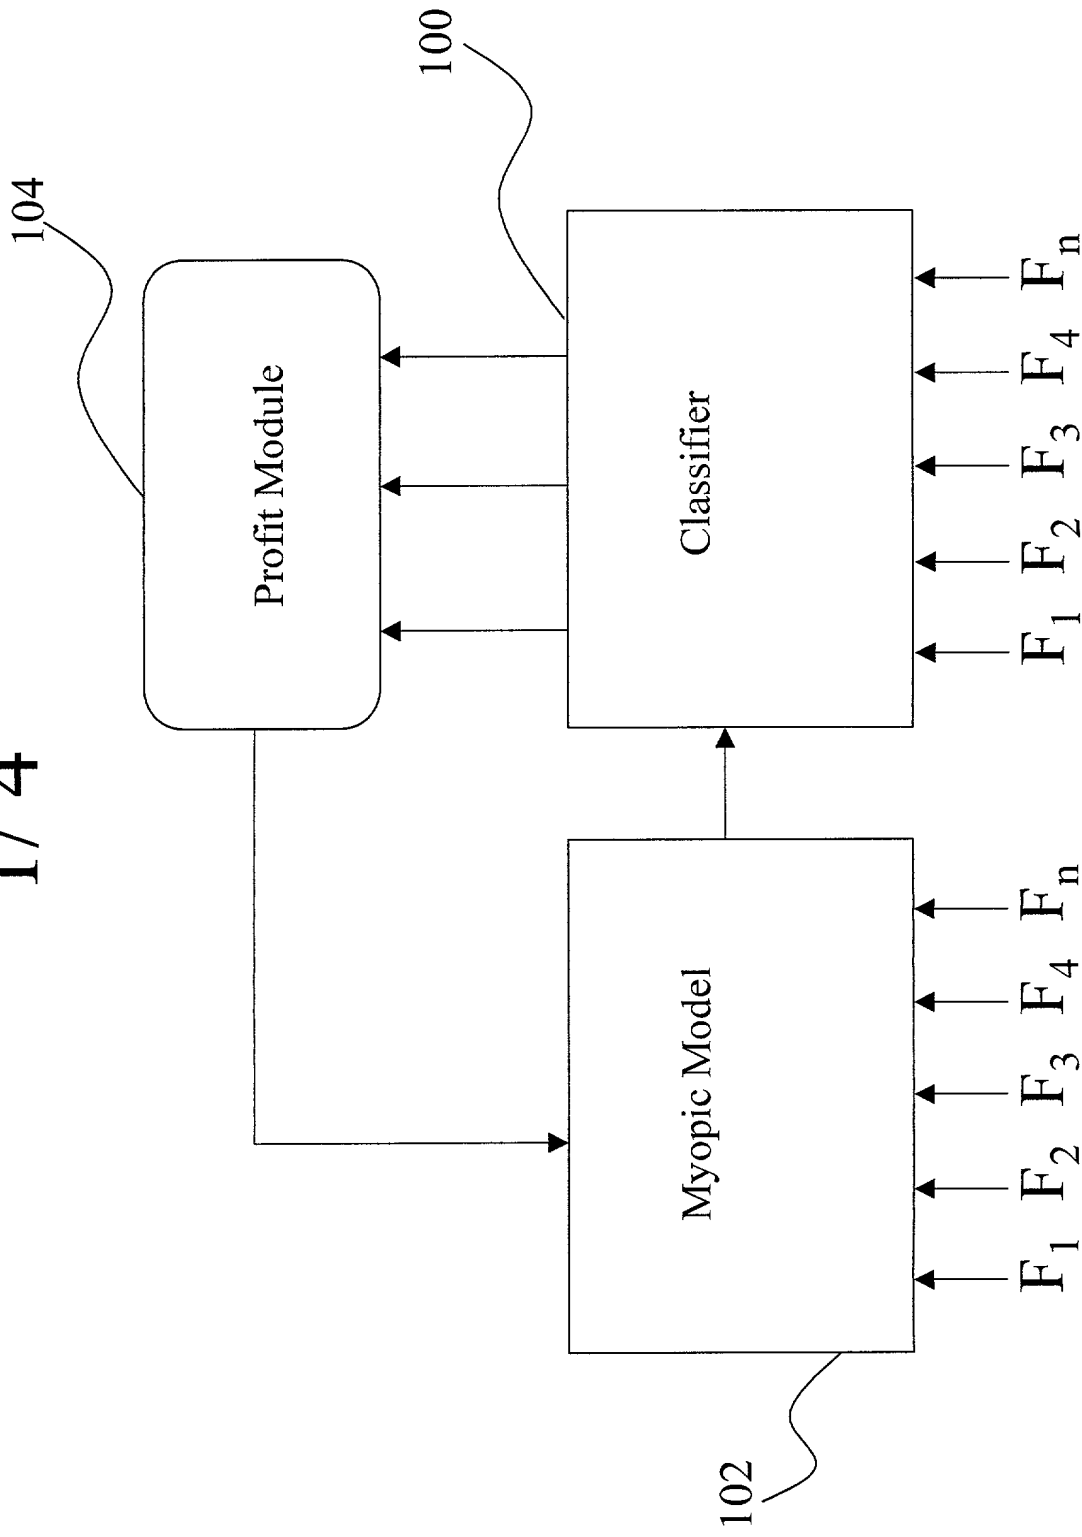 1/ 4
104
Profit Module
100
Myopic Model
Classifier
102
F1 F2 F3 F4 Fn
F1 F2 F3 F4 Fn